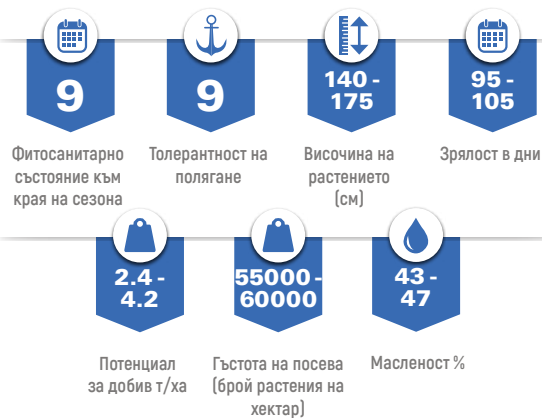 9
Фитосанитарно
състояние към
края на сезона
9
Толерантност на
полягане
140 -
175
Височина на
растението
(см)
95 -
105
Зрялост в дни
2.4 -
4.2
Потенциал
за добив т/ха
55000 -
60000
Гъстота на посева
(брой растения на
хектар)
43 -
47
Масленост %